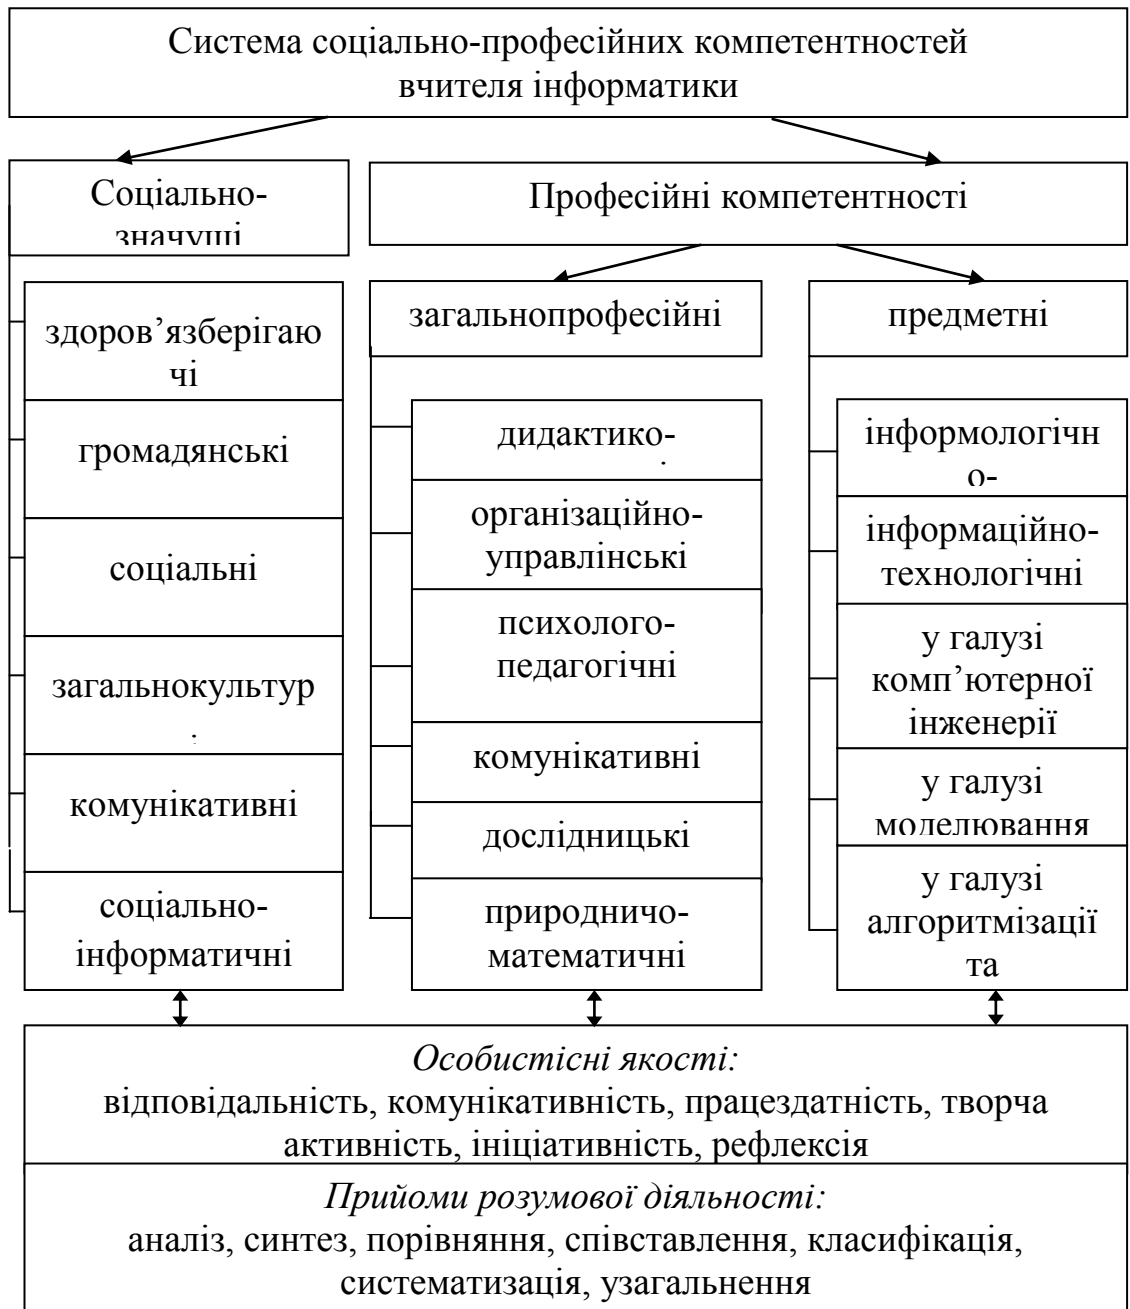 Система соціально-професійних компетентностей
вчителя інформатики
Соціально-
значущі
Професійні компетентності
здоров’язберігаю
чі
громадянські
соціальні
загальнокультур
комунікативні
соціально-
інформатичні
загальнопрофесійні
дидактико-
організаційно-
управлінські
психолого-
педагогічні
комунікативні
дослідницькі
природничо-
математичні
предметні
інформологічн
о-
інформаційно-
технологічні
у галузі
комп’ютерної
інженерії
у галузі
моделювання
у галузі
алгоритмізації
та
Особистісні якості:
відповідальність, комунікативність, працездатність, творча
активність, ініціативність, рефлексія
Прийоми розумової діяльності:
аналіз, синтез, порівняння, співставлення, класифікація,
систематизація, узагальнення